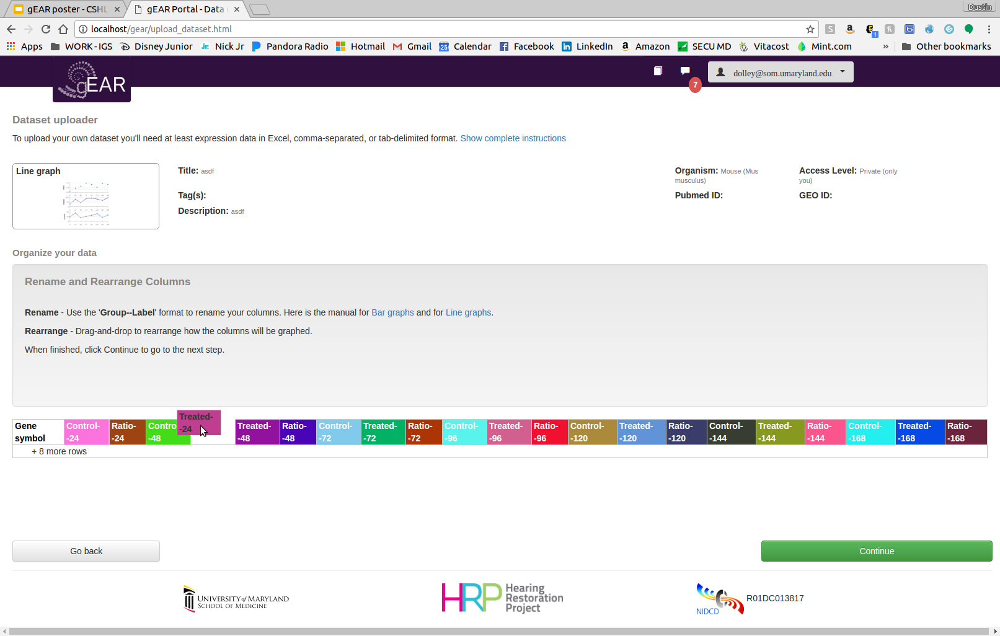 gEAR poster - CSHL
gEAR Portal - Data u
Dustin
localhost/gear/upload_dataset.html
1
Apps WORK - IGS Disney Junior Nick Jr Pandora Radio Hotmail Gmail Calendar Facebook LinkedIn Amazon SECU MD Vitacost Mint.com » Other bookmarks
gEAR
7
dolley@som.umaryland.edu
Dataset uploader
To upload your own dataset you'll need at least expression data in Excel, comma-separated, or tab-delimited format. Show complete instructions
Line graph
Title: asdf
Organism: Mouse (Mus
musculus)
Access Level: Private (only
you)
Tag(s):
Pubmed ID:
GEO ID:
Description: asdf
Organize your data
Rename and Rearrange Columns
Rename - Use the 'Group--Label' format to rename your columns. Here is the manual for Bar graphs and for Line graphs.
Rearrange - Drag-and-drop to rearrange how the columns will be graphed.
When finished, click Continue to go to the next step.
Gene
symbol
Control-
-24
Ratio-
-24
Contro
-48
Treated-
-24
Treated-
-48
Ratio-
-48
Control-
-72
Treated-
-72
Ratio-
-72
Control-
-96
Treated-
-96
Ratio-
-96
Control-
-120
Treated-
-120
Ratio-
-120
Control-
-144
Treated-
-144
Ratio-
-144
Control-
-168
Treated-
-168
Ratio-
-168
+ 8 more rows
Go back
Continue
UNIVERSITY of MARYLAND
SCHOOL OF MEDICINE
HRP
Hearing
Restoration
Project
NIDCD
R01DC013817